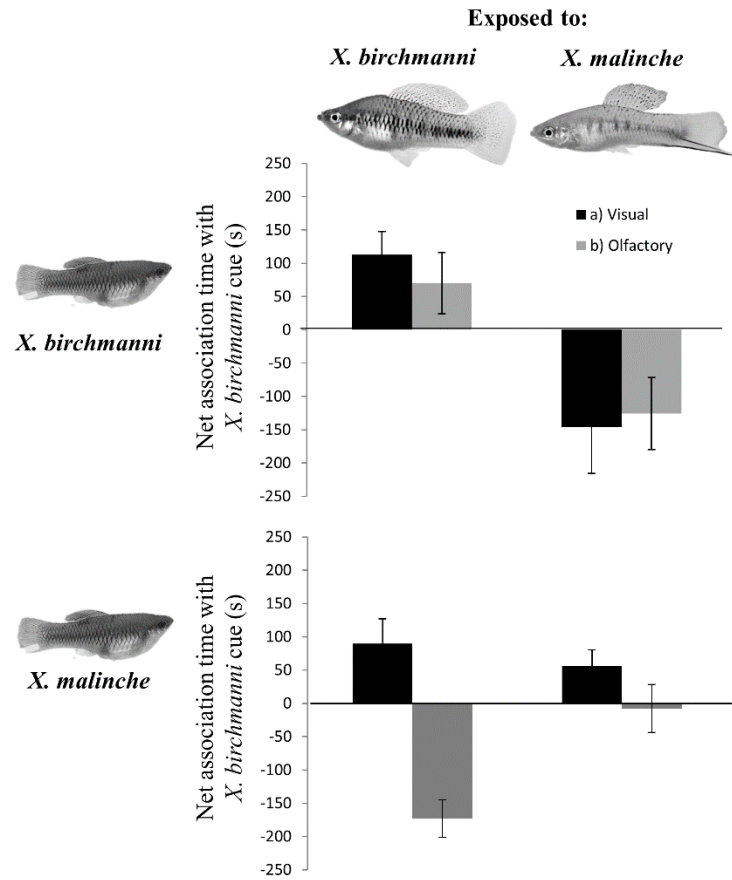 Exposed to:
X. birchmanni
X. malinche
250
200
150
100
50
0
-50
-100
-150
-200
-250
Net association time with
X. birchmanni cue (s)
a) Visual
b) Olfactory
X. birchmanni
250
200
150
100
50
0
-50
-100
-150
-200
-250
Net association time with
X. birchmanni cue (s)
X. malinche